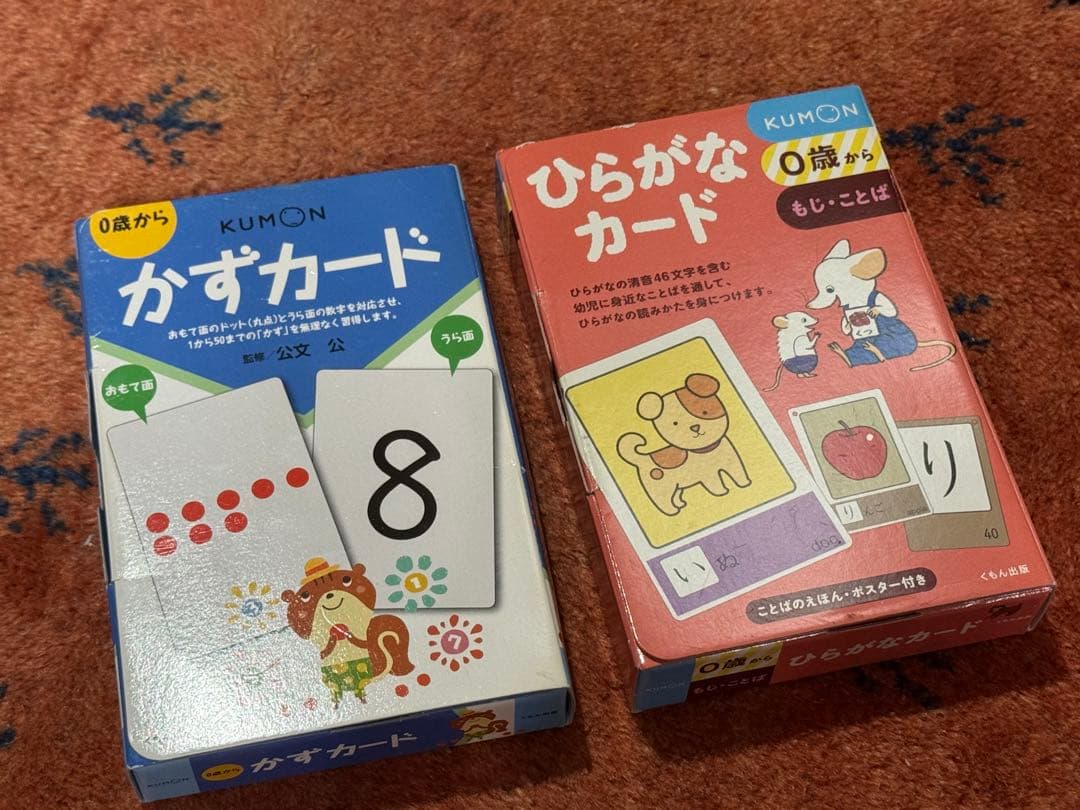 0歳から
KUMON
かずカード
おもて面のドット(丸点)とうら面の数字を対応させ、
1から50までの「かず」を無理なく習得します。
監修/公文 公
おもて面
うら面
8
1
7
KUMON
0歳から
かずカード
KUMON
0歳から
もじ・ことば
ひらがな
カード
ひらがなの清音46文字を含む
幼児に身近なことばを通して、
ひらがなの読みかたを身につけます。
くつ
いぬ
dog
りんご
り
40
ことばのえほん・ポスター付き
くもん出版
KUMON
0歳から
もじ・ことば
ひらがなカード